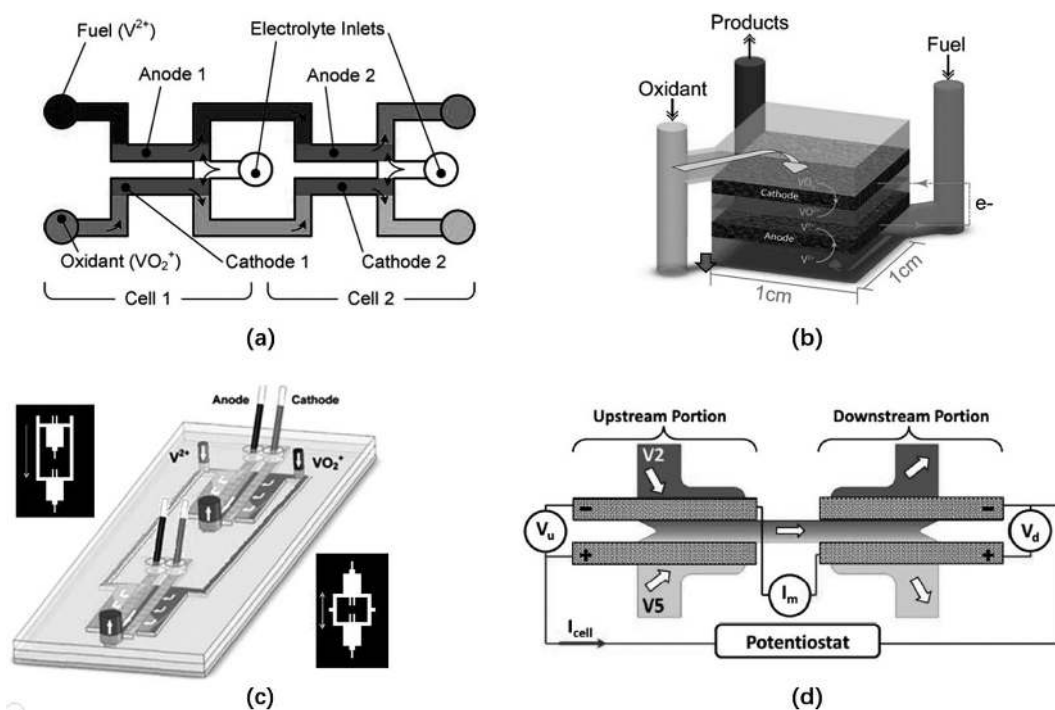 Fuel (V²⁺)
Electrolyte Inlets
Anode 1
Anode 2
Oxidant (VO₂⁺)
Cathode 1
Cathode 2
Cell 1
Cell 2
(a)
Products
Fuel
Oxidant
Cathode
Anode
e-
1cm
1cm
(b)
Anode
Cathode
V²⁺
VO₂⁺
(c)
Upstream Portion
Downstream Portion
V2
−
−
Vᵤ
V_d
+
+
V5
Iₘ
I_cell
Potentiostat
(d)